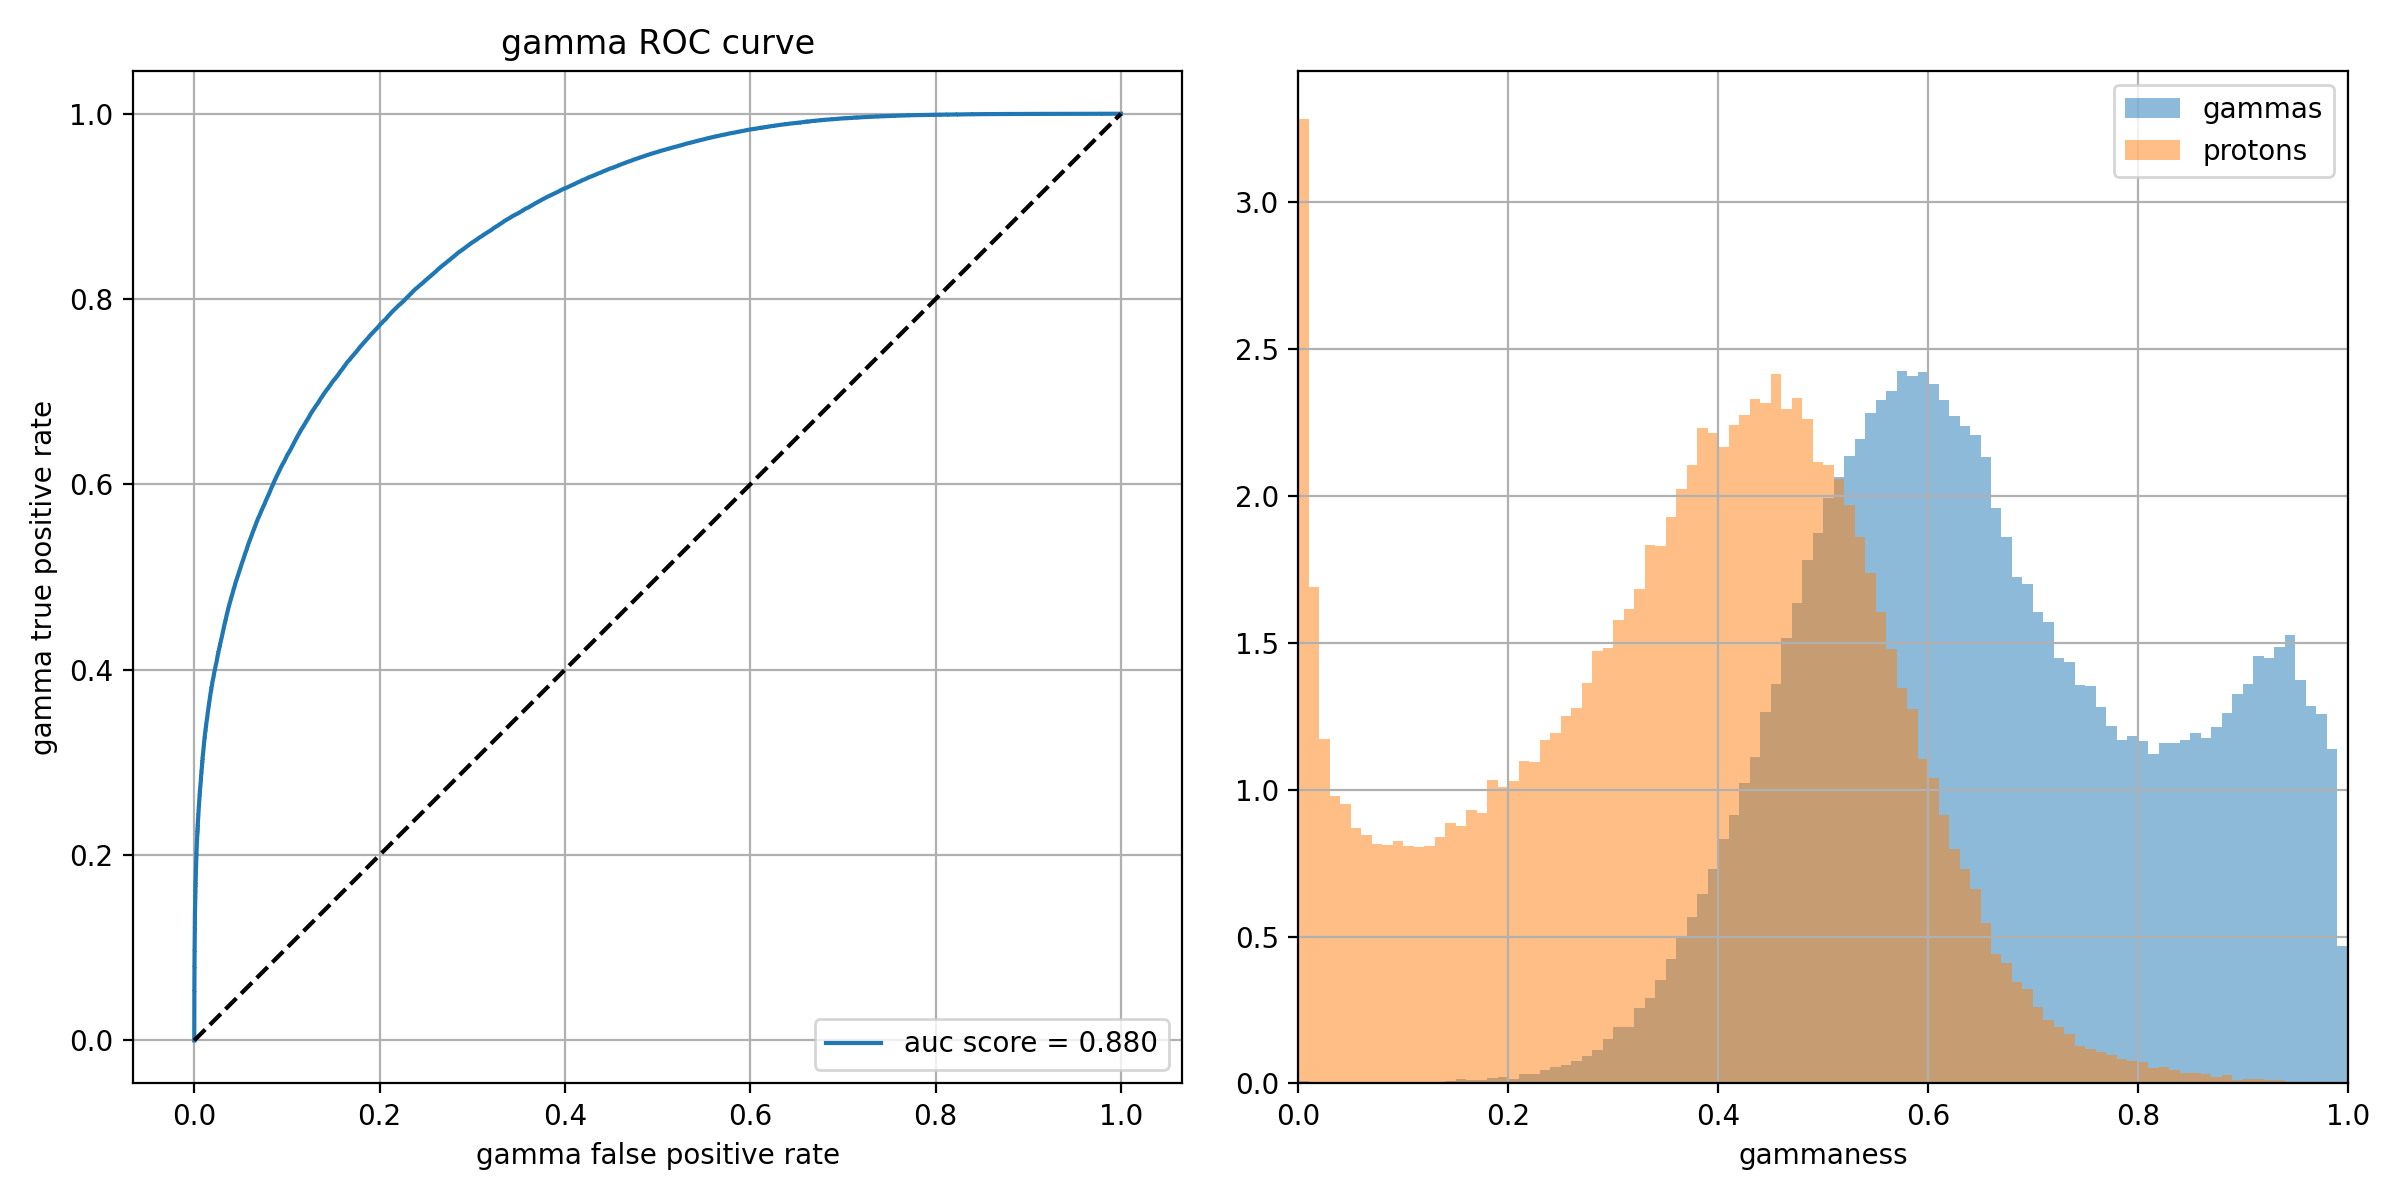 gamma ROC curve
gamma true positive rate
1.0
0.8
0.6
0.4
0.2
0.0
auc score = 0.880
0.0 0.2 0.4 0.6 0.8 1.0
gamma false positive rate
gammas
protons
3.0
2.5
2.0
1.5
1.0
0.5
0.0
0.0 0.2 0.4 0.6 0.8 1.0
gammaness